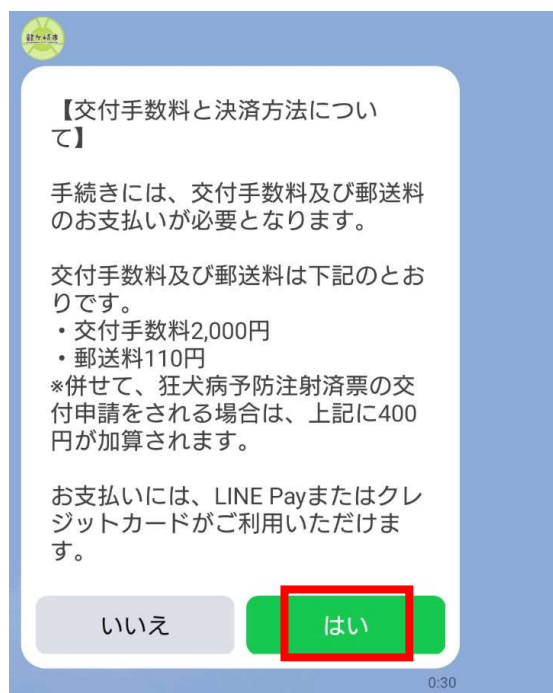 龍ケ崎市
【交付手数料と決済方法につい
て】
手続きには、交付手数料及び郵送料
のお支払いが必要となります。
交付手数料及び郵送料は下記のとお
りです。
・交付手数料2,000円
・郵送料110円
*併せて、狂犬病予防注射済票の交
付申請をされる場合は、上記に400
円が加算されます。
お支払いには、LINE Payまたはクレ
ジットカードがご利用いただけま
す。
いいえ
はい
0:30